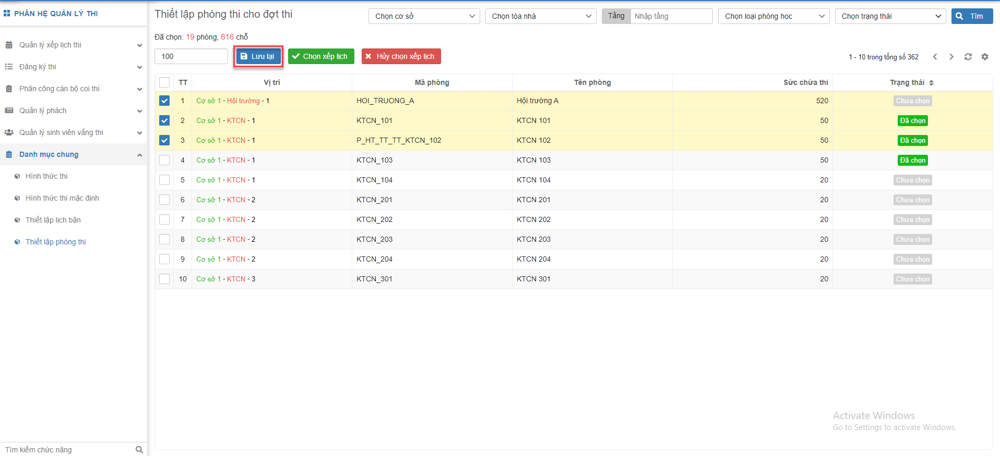 PHÂN HỆ QUẢN LÝ THI
Quản lý xếp lịch thi
Đăng ký thi
Phân công cán bộ coi thi
Quản lý phách
Quản lý sinh viên vắng thi
Danh mục chung
Hình thức thi
Hình thức thi mặc định
Thiết lập lịch bận
Thiết lập phòng thi
Tìm kiếm chức năng
Thiết lập phòng thi cho đợt thi
Chọn cơ sở Chọn tòa nhà Tầng Nhập tầng Chọn loại phòng học Chọn trạng thái Tìm
Đã chọn: 19 phòng, 616 chỗ
100 Lưu lại Chọn xếp lịch Hủy chọn xếp lịch 1 - 10 trong tổng số 362
TT Vị trí Mã phòng Tên phòng Sức chứa thi Trạng thái
1 Cơ sở 1 - Hội trường - 1 HOI_TRUONG_A Hội trường A 520 Chưa chọn
2 Cơ sở 1 - KTCN - 1 KTCN_101 KTCN 101 50 Đã chọn
3 Cơ sở 1 - KTCN - 1 P_HT_TT_TT_KTCN_102 KTCN 102 50 Đã chọn
4 Cơ sở 1 - KTCN - 1 KTCN_103 KTCN 103 50 Đã chọn
5 Cơ sở 1 - KTCN - 1 KTCN_104 KTCN 104 20 Chưa chọn
6 Cơ sở 1 - KTCN - 2 KTCN_201 KTCN 201 20 Chưa chọn
7 Cơ sở 1 - KTCN - 2 KTCN_202 KTCN 202 20 Chưa chọn
8 Cơ sở 1 - KTCN - 2 KTCN_203 KTCN 203 20 Chưa chọn
9 Cơ sở 1 - KTCN - 2 KTCN_204 KTCN 204 20 Chưa chọn
10 Cơ sở 1 - KTCN - 3 KTCN_301 KTCN 301 20 Chưa chọn
Activate Windows
Go to Settings to activate Windows.